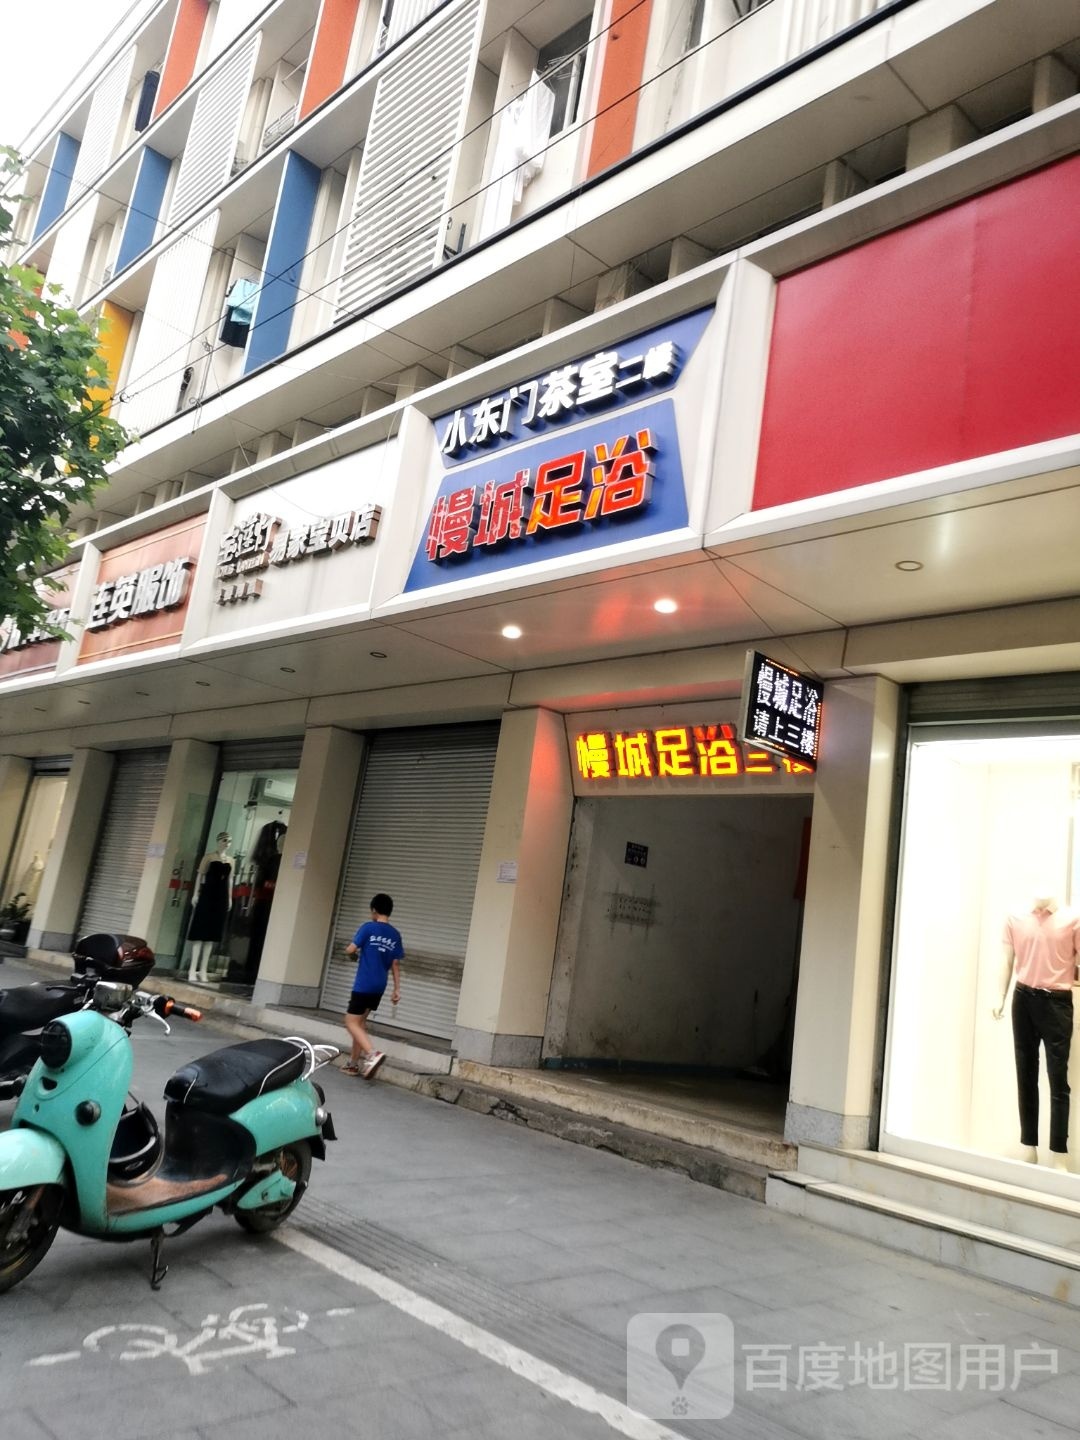 小东门茶室二楼
慢城足浴
易家宝贝店
连英服饰
慢城足浴
请上三楼
慢城足浴三楼
百度地图用户